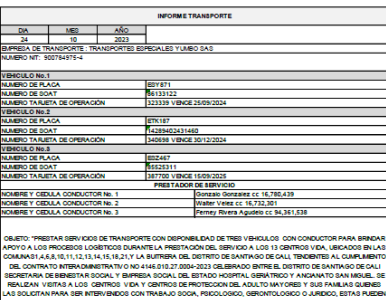 INFORME TRANSPORTE
DIA MES AÑO
24 10 2023
EMPRESA DE TRANSPORTE : TRANSPORTES ESPECIALES YUMBO SAS
NUMERO NIT: 900784975-4
VEHICULO No.1
NUMERO DE PLACA ESY871
NUMERO DE SOAT 86133122
NUMERO TARJETA DE OPERACIÓN 323339 VENCE 25/09/2024
VEHICULO No.2
NUMERO DE PLACA ETK187
NUMERO DE SOAT 14289402431460
NUMERO TARJETA DE OPERACIÓN 340698 VENCE 30/12/2024
VEHICULO No.3
NUMERO DE PLACA ESZ467
NUMERO DE SOAT 85525311
NUMERO TARJETA DE OPERACIÓN 387700 VENCE 15/09/2025
PRESTADOR DE SERVICIO
NOMBRE Y CEDULA CONDUCTOR No. 1 Gonzalo Gonzalez cc 16,780,439
NOMBRE Y CEDULA CONDUCTOR No. 2 Walter Velez cc 16,732,301
NOMBRE Y CEDULA CONDUCTOR No. 3 Ferney Rivera Agudelo cc 94,361,538
OBJETO: "PRESTAR SERVICIOS DE TRANSPORTE CON DISPONIBILIDAD DE TRES VEHICULOS CON CONDUCTOR PARA BRINDAR
APOYO A LOS PROCESOS LOGÍSTICOS DURANTE LA PRESTACIÓN DEL SERVICIO A LOS 13 CENTROS VIDA, UBICADOS EN LAS
COMUNAS1,4,6,8,10,11,12,13,14,15,18,21,Y LA BUITRERA DEL DISTRITO DE SANTIAGO DE CALI, TENDIENTES AL CUMPLIMIENTO
DEL CONTRATO INTERADMINISTRATIVO NO 4146.010.27.0004-2023 CELEBRADO ENTRE EL DISTRITO DE SANTIAGO DE CALI
SECRETARIA DE BIENESTAR SOCIAL Y EMPRESA SOCIAL DEL ESTADO HOSPITAL GERIÁTRICO Y ANCIANATO SAN MIGUEL. SE
REALIZAN VISITAS A LOS CENTROS VIDA Y CENTROS DE PROTECCION DEL ADULTO MAYORES Y SUS FAMILIAS QUIENES
LAS SOLICITAN PARA SER INTERVENIDOS CON TRABAJO SOCIA, PSICOLOGICO, GERONTOLOGICO O JURIDICO, ESTAS PUEDEN